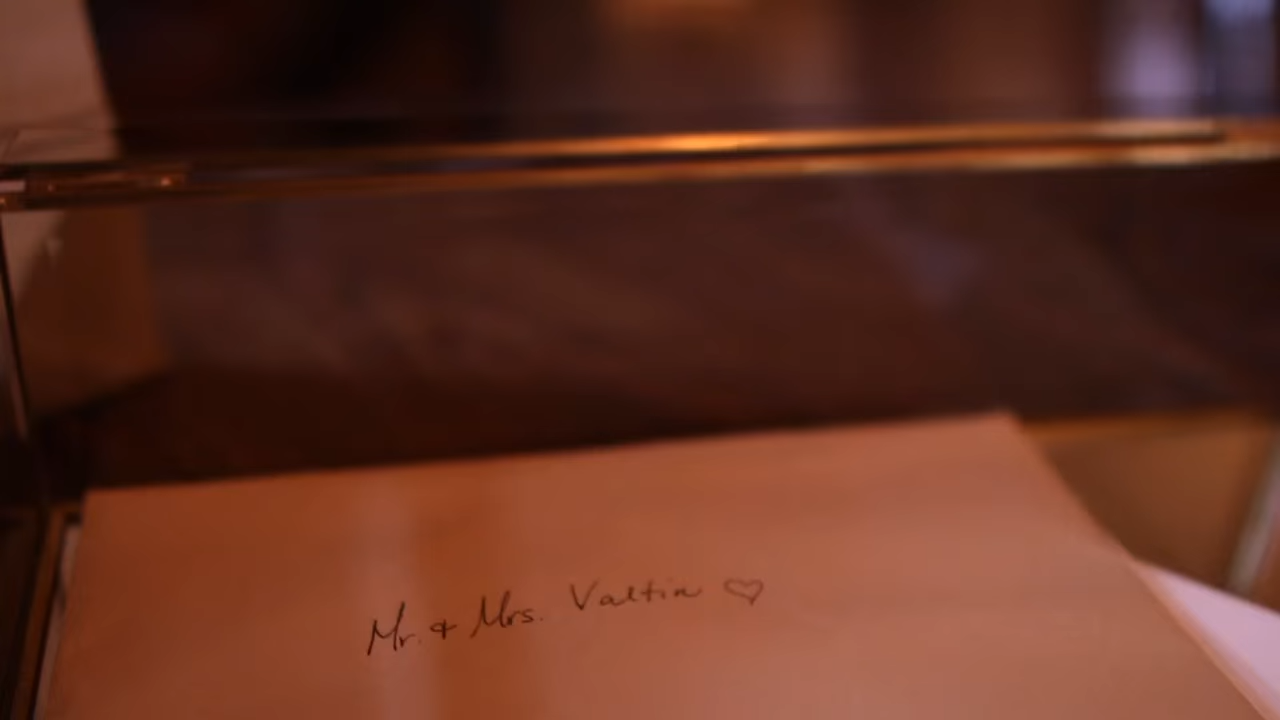 Mr. & Mrs. Valtin ♡